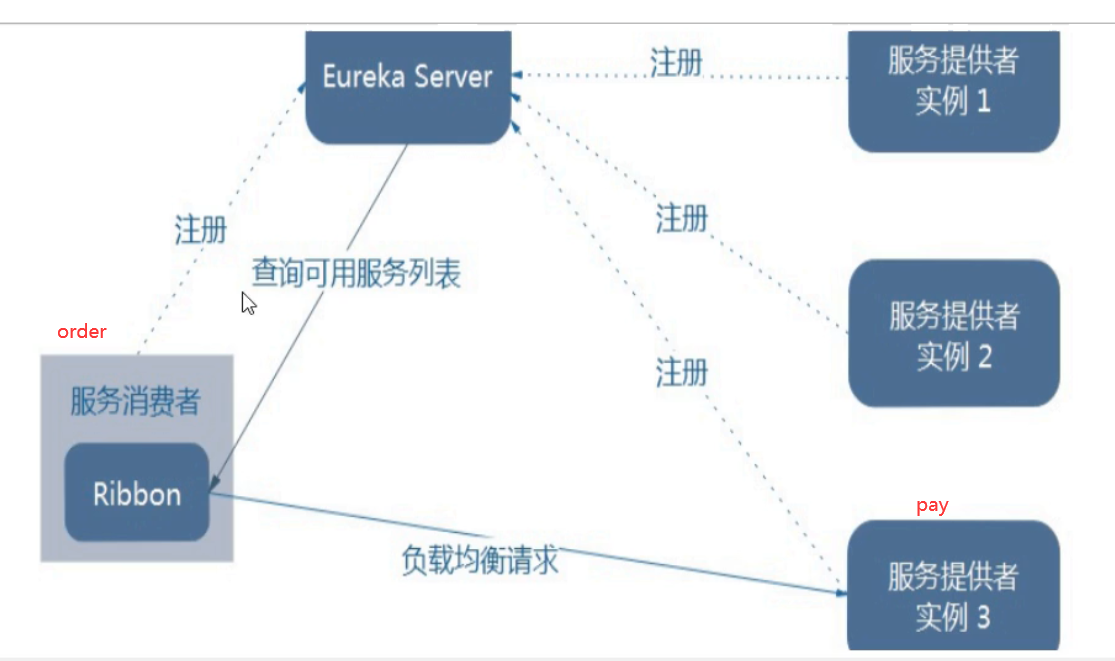 Eureka Server
注册
服务提供者
实例 1
注册
注册
查询可用服务列表
服务提供者
实例 2
order
注册
服务消费者
Ribbon
pay
负载均衡请求
服务提供者
实例 3